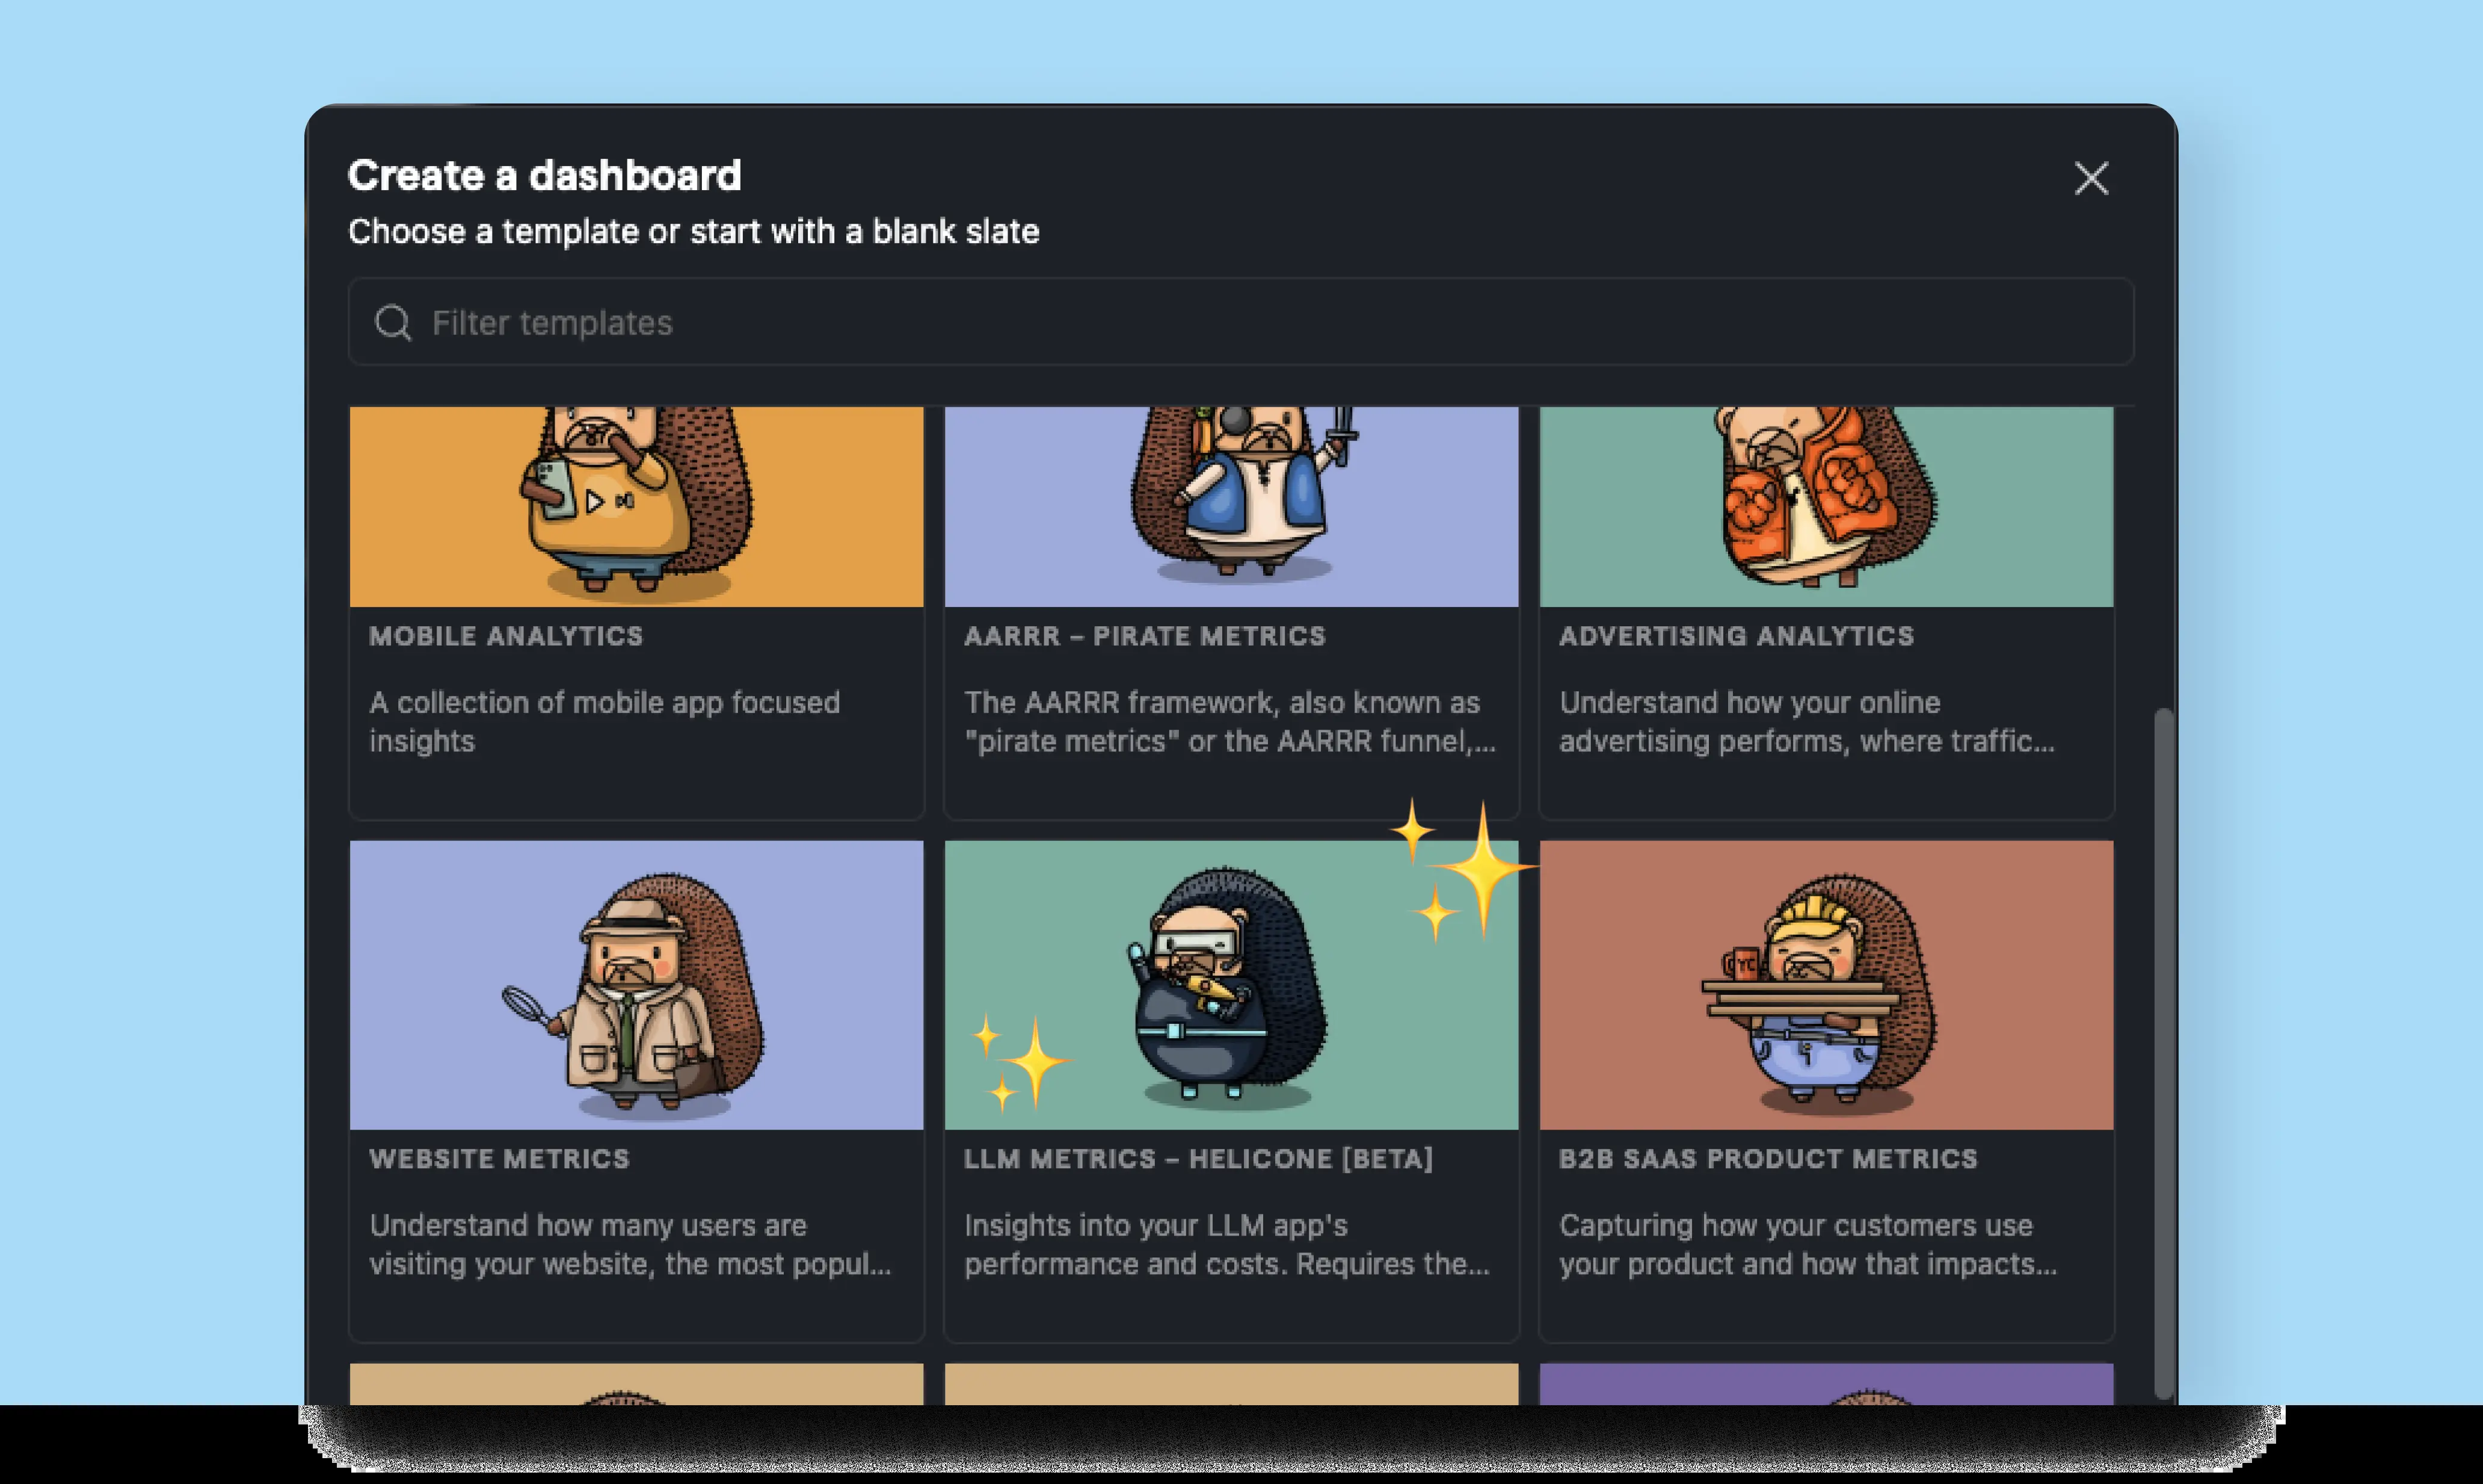 Create a dashboard
Choose a template or start with a blank slate
Filter templates
MOBILE ANALYTICS
A collection of mobile app focused
insights
AARRR – PIRATE METRICS
The AARRR framework, also known as
"pirate metrics" or the AARRR funnel,...
ADVERTISING ANALYTICS
Understand how your online
advertising performs, where traffic...
YC
WEBSITE METRICS
Understand how many users are
visiting your website, the most popul...
LLM METRICS – HELICONE [BETA]
Insights into your LLM app's
performance and costs. Requires the...
B2B SAAS PRODUCT METRICS
Capturing how your customers use
your product and how that impacts...